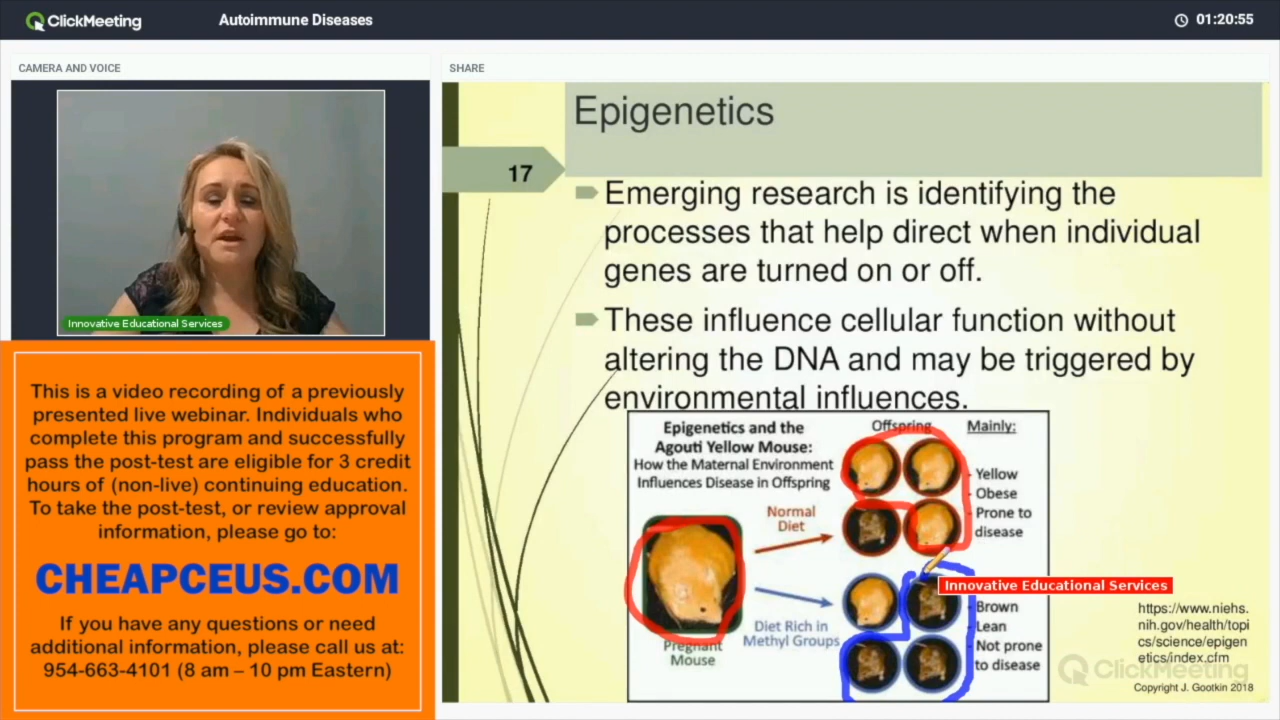 ClickMeeting
Autoimmune Diseases
01:20:55
CAMERA AND VOICE
Innovative Educational Services
This is a video recording of a previously
presented live webinar. Individuals who
complete this program and successfully
pass the post-test are eligible for 3 credit
hours of (non-live) continuing education.
To take the post-test, or review approval
information, please go to:
CHEAPCEUS.COM
If you have any questions or need
additional information, please call us at:
954-663-4101 (8 am – 10 pm Eastern)
SHARE
Epigenetics
17
Emerging research is identifying the
processes that help direct when individual
genes are turned on or off.
These influence cellular function without
altering the DNA and may be triggered by
environmental influences.
Epigenetics and the
Agouti Yellow Mouse:
How the Maternal Environment
Influences Disease in Offspring
Offspring
Mainly:
Normal
Diet
- Yellow
- Obese
- Prone to
disease
Pregnant
Mouse
Diet Rich in
Methyl Groups
Innovative Educational Services
- Brown
- Lean
- Not prone
to disease
https://www.niehs.
nih.gov/health/topi
cs/science/epigen
etics/index.cfm
ClickMeeting
Copyright J. Gootkin 2018